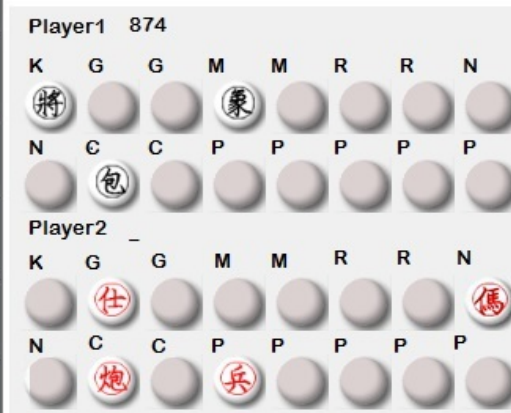 Player1 874
K G G M M R R N
將 象
N C C P P P P P
包
Player2 _
K G G M M R R N
仕 傌
N C C P P P P P
炮 兵